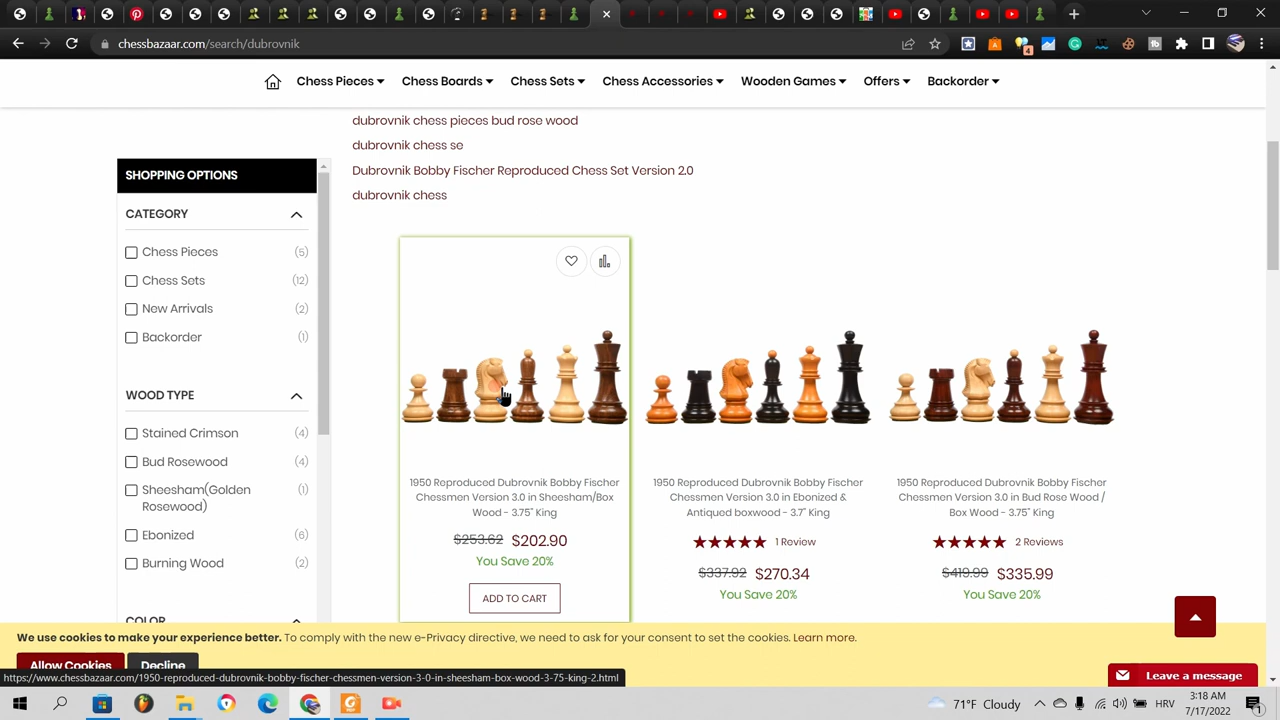 chessbazaar.com/search/dubrovnik
4
Chess Pieces
Chess Boards
Chess Sets
Chess Accessories
Wooden Games
Offers
Backorder
dubrovnik chess pieces bud rose wood
dubrovnik chess se
Dubrovnik Bobby Fischer Reproduced Chess Set Version 2.0
dubrovnik chess
SHOPPING OPTIONS
CATEGORY
Chess Pieces (5)
Chess Sets (12)
New Arrivals (2)
Backorder (1)
WOOD TYPE
Stained Crimson (4)
Bud Rosewood (4)
Sheesham(Golden (1)
Rosewood)
Ebonized (6)
Burning Wood (2)
COLOR
1950 Reproduced Dubrovnik Bobby Fischer
Chessmen Version 3.0 in Sheesham/Box
Wood - 3.75" King
$253.62 $202.90
You Save 20%
ADD TO CART
1950 Reproduced Dubrovnik Bobby Fischer
Chessmen Version 3.0 in Ebonized &
Antiqued boxwood - 3.7" King
1 Review
$337.92 $270.34
You Save 20%
1950 Reproduced Dubrovnik Bobby Fischer
Chessmen Version 3.0 in Bud Rose Wood /
Box Wood - 3.75" King
2 Reviews
$419.99 $335.99
You Save 20%
We use cookies to make your experience better. To comply with the new e-Privacy directive, we need to ask for your consent to set the cookies. Learn more.
Allow Cookies
Decline
Leave a message
https://www.chessbazaar.com/1950-reproduced-dubrovnik-bobby-fischer-chessmen-version-3-0-in-sheesham-box-wood-3-75-king-2.html
71°F Cloudy
HRV
3:18 AM
7/17/2022
1